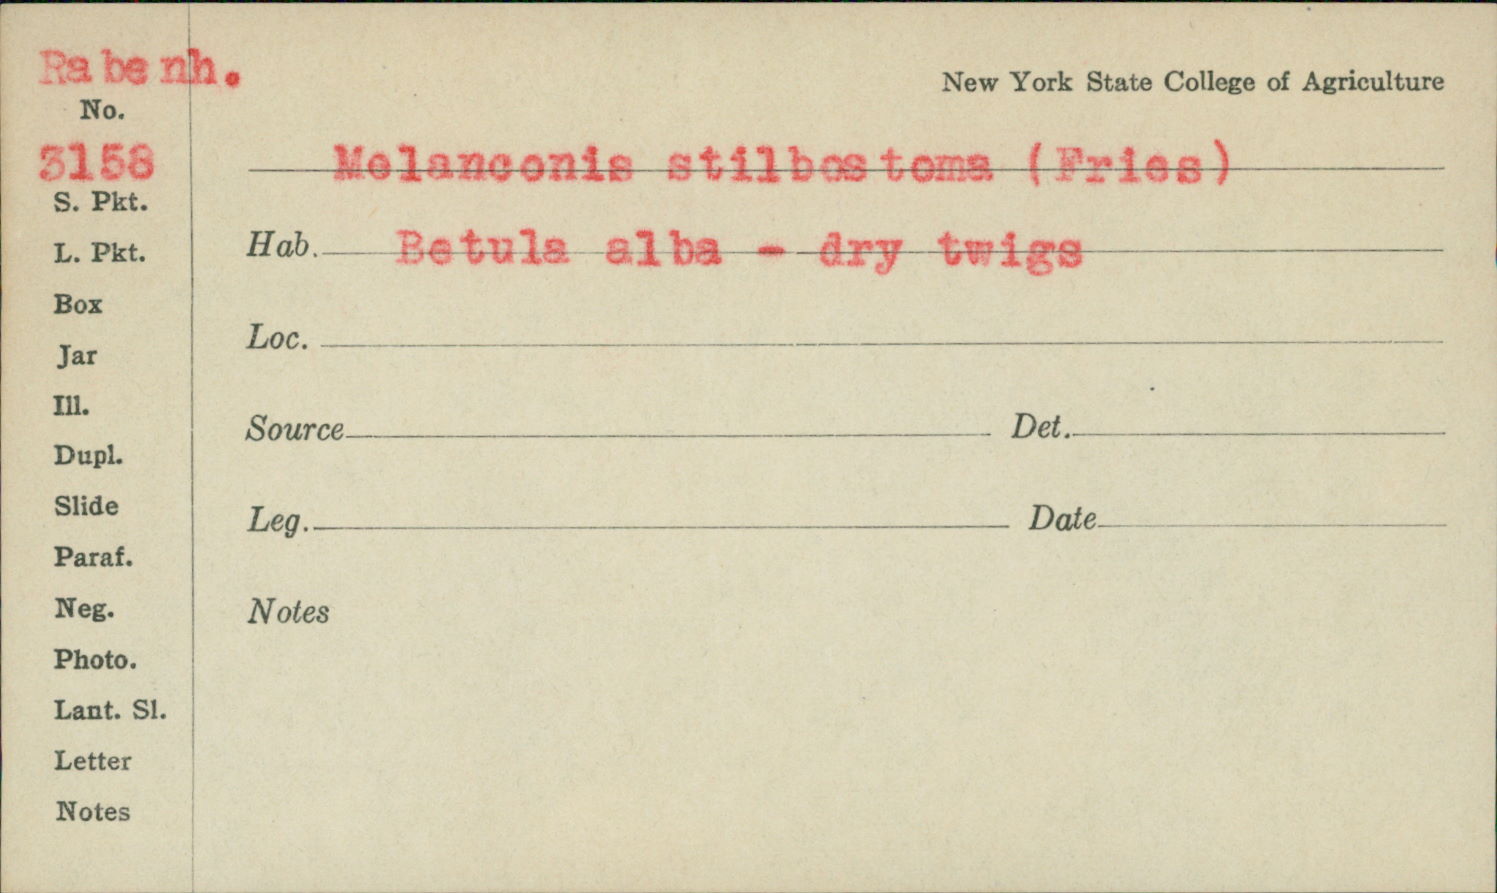 Rabenh.
New York State College of Agriculture
No.
3158
Melanconis stilbostoma (Fries)
S. Pkt.
Hab. Betula alba - dry twigs
L. Pkt.
Box
Loc.
Jar
Ill.
Source Det.
Dupl.
Slide
Leg. Date
Paraf.
Neg.
Notes
Photo.
Lant. Sl.
Letter
Notes